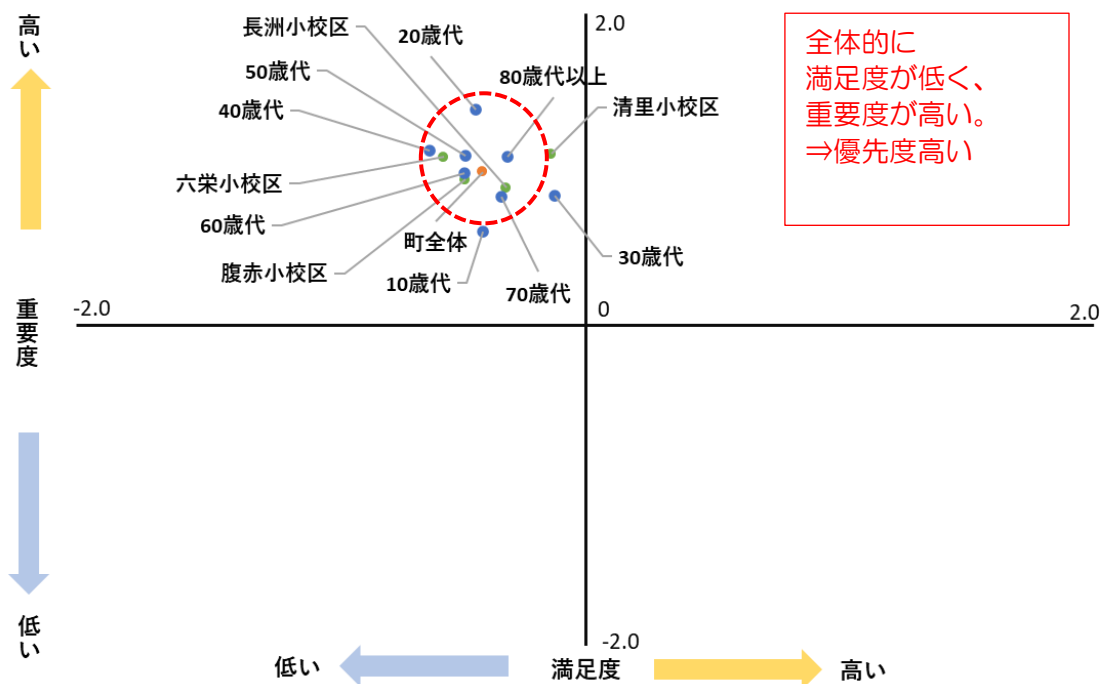 高い
重要度
低い
2.0
-2.0
0
2.0
-2.0
長洲小校区
20歳代
50歳代
80歳代以上
40歳代
清里小校区
六栄小校区
60歳代
町全体
腹赤小校区
10歳代
70歳代
30歳代
全体的に
満足度が低く、
重要度が高い。
⇒優先度高い
低い
満足度
高い